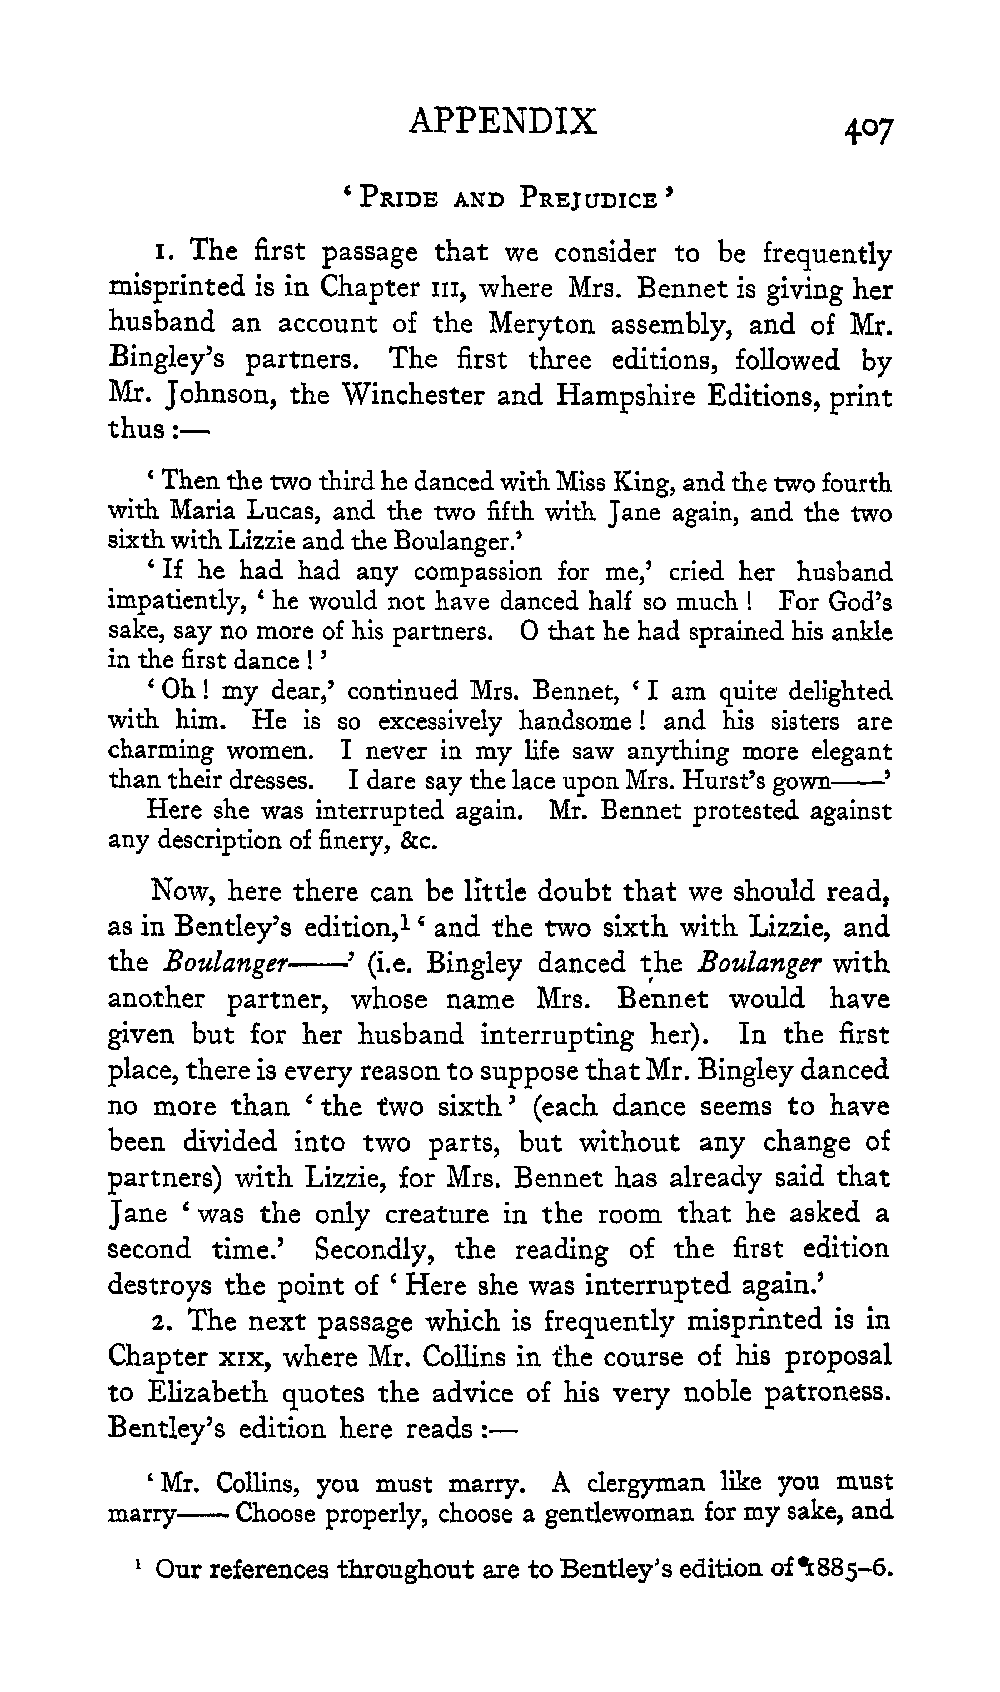 APPENDIX 407
‘ PRIDE AND PREJUDICE ’
1. The first passage that we consider to be frequently
misprinted is in Chapter III, where Mrs. Bennet is giving her
husband an account of the Meryton assembly, and of Mr.
Bingley’s partners. The first three editions, followed by
Mr. Johnson, the Winchester and Hampshire Editions, print
thus :—
‘ Then the two third he danced with Miss King, and the two fourth
with Maria Lucas, and the two fifth with Jane again, and the two
sixth with Lizzie and the Boulanger.’
‘ If he had had any compassion for me,’ cried her husband
impatiently, ‘ he would not have danced half so much ! For God’s
sake, say no more of his partners. O that he had sprained his ankle
in the first dance ! ’
‘ Oh ! my dear,’ continued Mrs. Bennet, ‘ I am quite delighted
with him. He is so excessively handsome ! and his sisters are
charming women. I never in my life saw anything more elegant
than their dresses. I dare say the lace upon Mrs. Hurst’s gown——’
Here she was interrupted again. Mr. Bennet protested against
any description of finery, &c.
Now, here there can be little doubt that we should read,
as in Bentley’s edition,¹ ‘ and the two sixth with Lizzie, and
the Boulanger——’ (i.e. Bingley danced the Boulanger with
another partner, whose name Mrs. Bennet would have
given but for her husband interrupting her). In the first
place, there is every reason to suppose that Mr. Bingley danced
no more than ‘ the two sixth ’ (each dance seems to have
been divided into two parts, but without any change of
partners) with Lizzie, for Mrs. Bennet has already said that
Jane ‘ was the only creature in the room that he asked a
second time.’ Secondly, the reading of the first edition
destroys the point of ‘ Here she was interrupted again.’
2. The next passage which is frequently misprinted is in
Chapter XIX, where Mr. Collins in the course of his proposal
to Elizabeth quotes the advice of his very noble patroness.
Bentley’s edition here reads :—
‘ Mr. Collins, you must marry. A clergyman like you must
marry—— Choose properly, choose a gentlewoman for my sake, and
¹ Our references throughout are to Bentley’s edition of 1885–6.